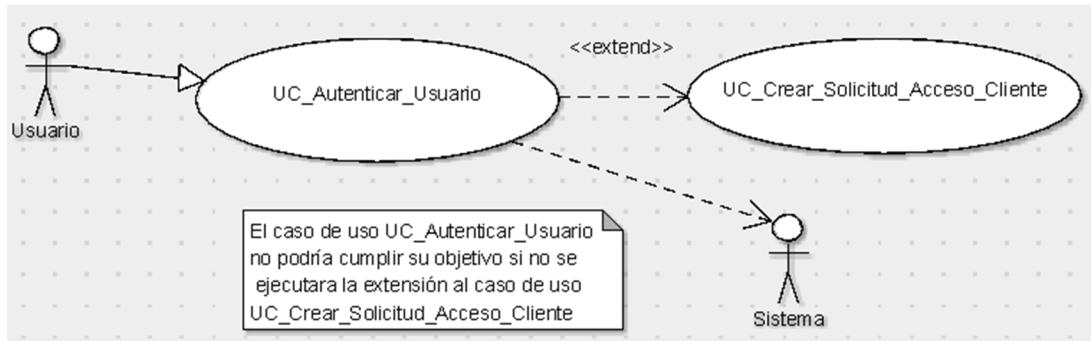 <<extend>>
UC_Autenticar_Usuario
UC_Crear_Solicitud_Acceso_Cliente
Usuario
El caso de uso UC_Autenticar_Usuario
no podría cumplir su objetivo si no se
ejecutara la extensión al caso de uso
UC_Crear_Solicitud_Acceso_Cliente
Sistema